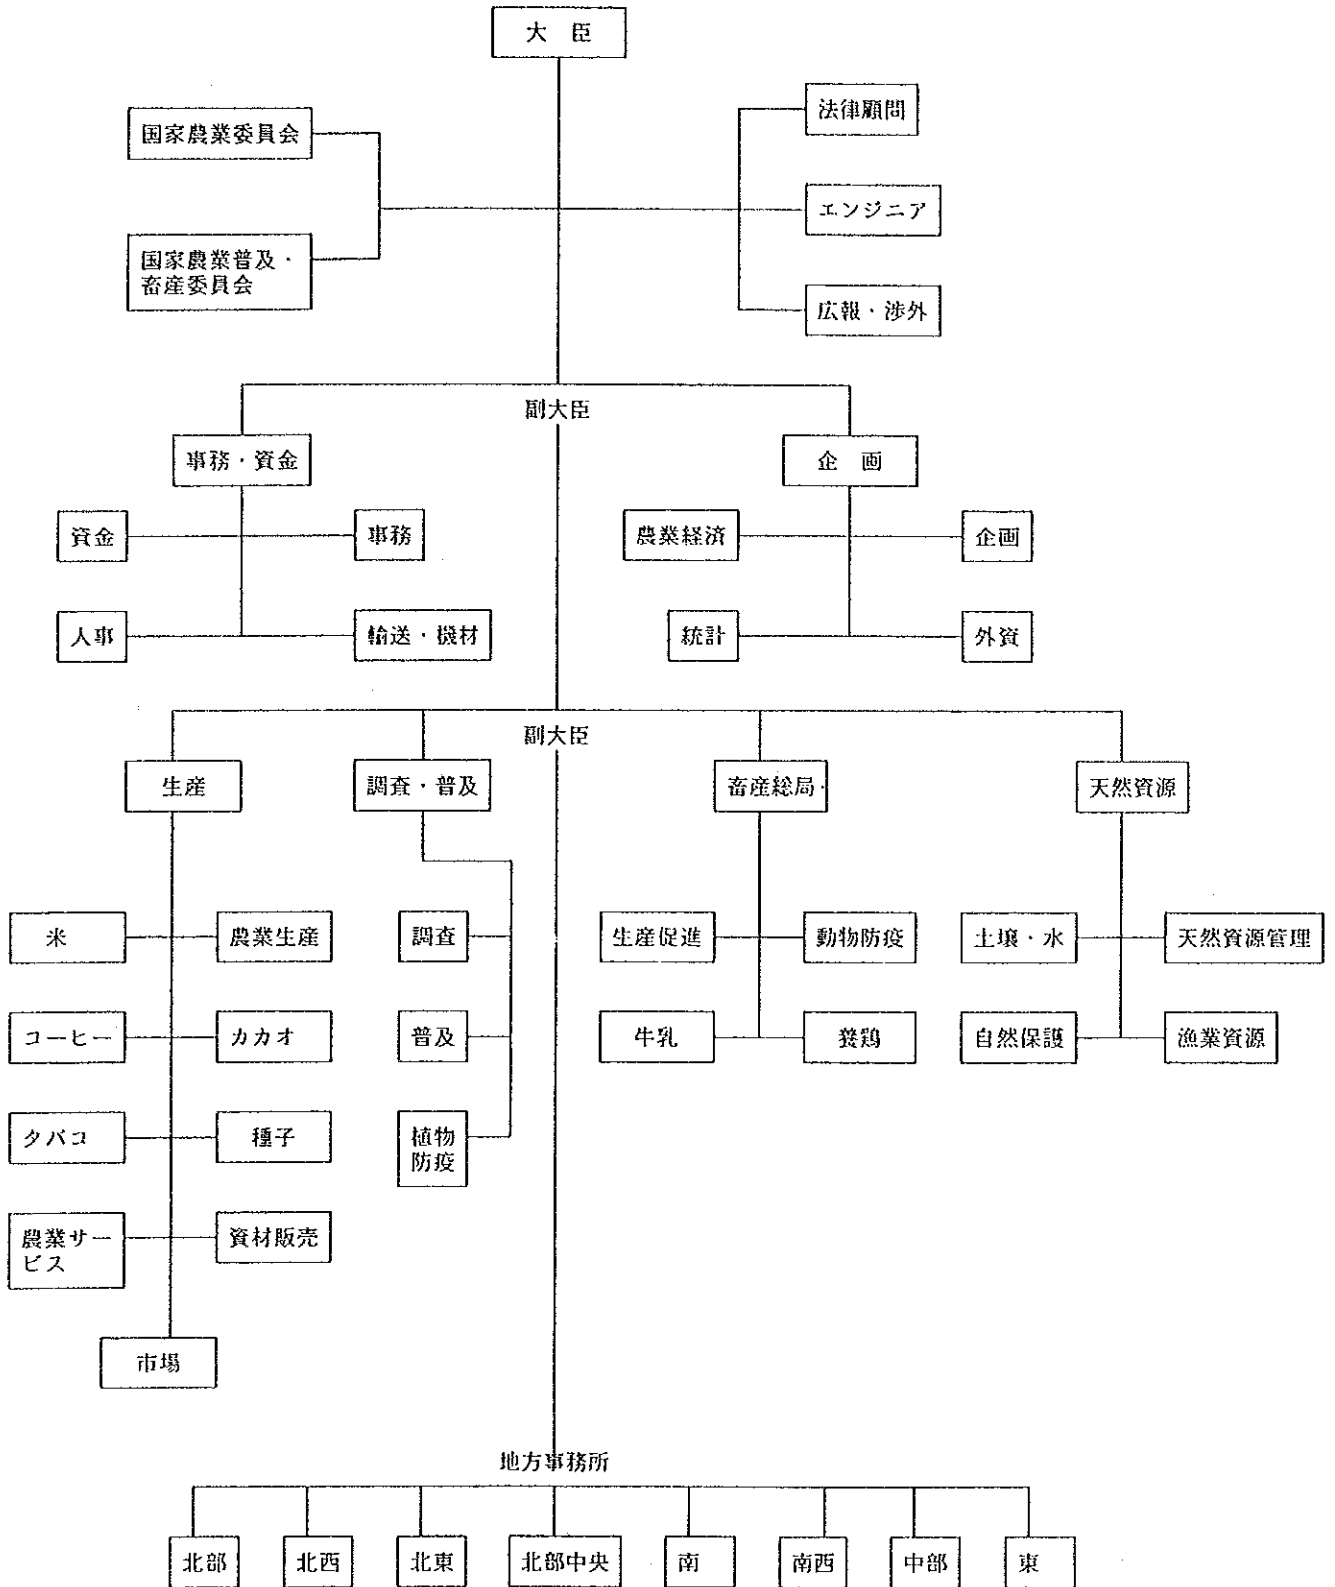 大 臣
国家農業委員会
法律顧問
エンジニア
国家農業普及・
畜産委員会
広報・渉外
副大臣
事務・資金
企 画
資金
事務
農業経済
企画
人事
輸送・機材
統計
外資
副大臣
生産
調査・普及
畜産総局
天然資源
米
農業生産
調査
生産促進
動物防疫
土壌・水
天然資源管理
コーヒー
カカオ
普及
牛乳
養鶏
自然保護
漁業資源
タバコ
種子
植物
防疫
農業サー
ビス
資材販売
市場
地方事務所
北部
北西
北東
北部中央
南
南西
中部
東